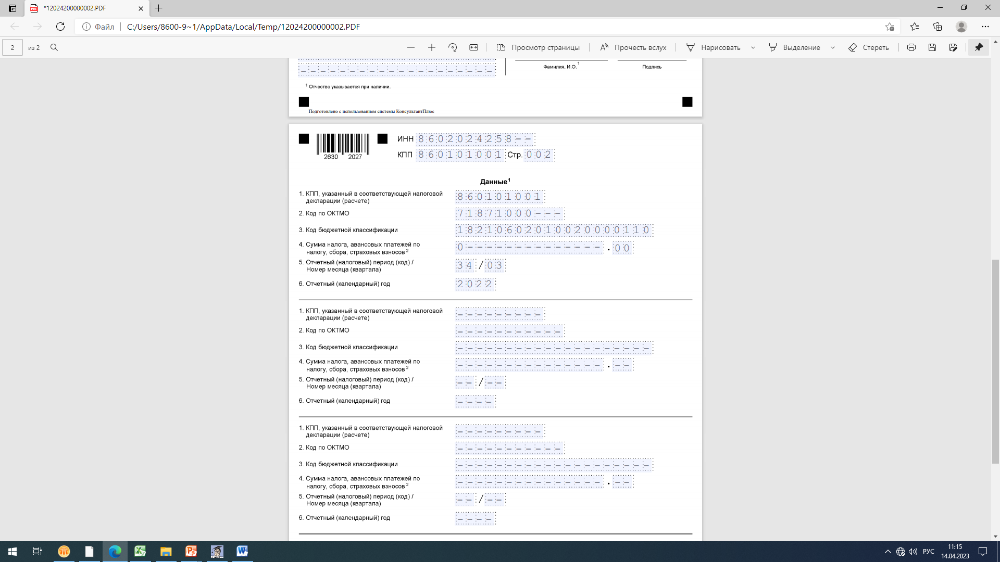 *12024200000002.PDF
Файл
C:/Users/8600-9~1/AppData/Local/Temp/12024200000002.PDF
2 из 2
Просмотр страницы
Прочесть вслух
Нарисовать
Выделение
Стереть
Фамилия, И.О.1
Подпись
1 Отчество указывается при наличии.
Подготовлено с использованием системы КонсультантПлюс
ИНН 8602024258--
2630 2027
КПП 860101001 Стр. 002
Данные1
1. КПП, указанный в соответствующей налоговой
декларации (расчете)
860101001
2. Код по ОКТМО 71871000---
3. Код бюджетной классификации 18210602010020000110
4. Сумма налога, авансовых платежей по
налогу, сбора, страховых взносов2
0--------------.00
5. Отчетный (налоговый) период (код) /
Номер месяца (квартала)
34/03
6. Отчетный (календарный) год 2022
1. КПП, указанный в соответствующей налоговой
декларации (расчете)
---------
2. Код по ОКТМО -----------
3. Код бюджетной классификации --------------------
4. Сумма налога, авансовых платежей по
налогу, сбора, страховых взносов2
---------------.--
5. Отчетный (налоговый) период (код) /
Номер месяца (квартала)
--/--
6. Отчетный (календарный) год ----
1. КПП, указанный в соответствующей налоговой
декларации (расчете)
---------
2. Код по ОКТМО -----------
3. Код бюджетной классификации --------------------
4. Сумма налога, авансовых платежей по
налогу, сбора, страховых взносов2
---------------.--
5. Отчетный (налоговый) период (код) /
Номер месяца (квартала)
--/--
6. Отчетный (календарный) год ----
РУС
11:15
14.04.2023